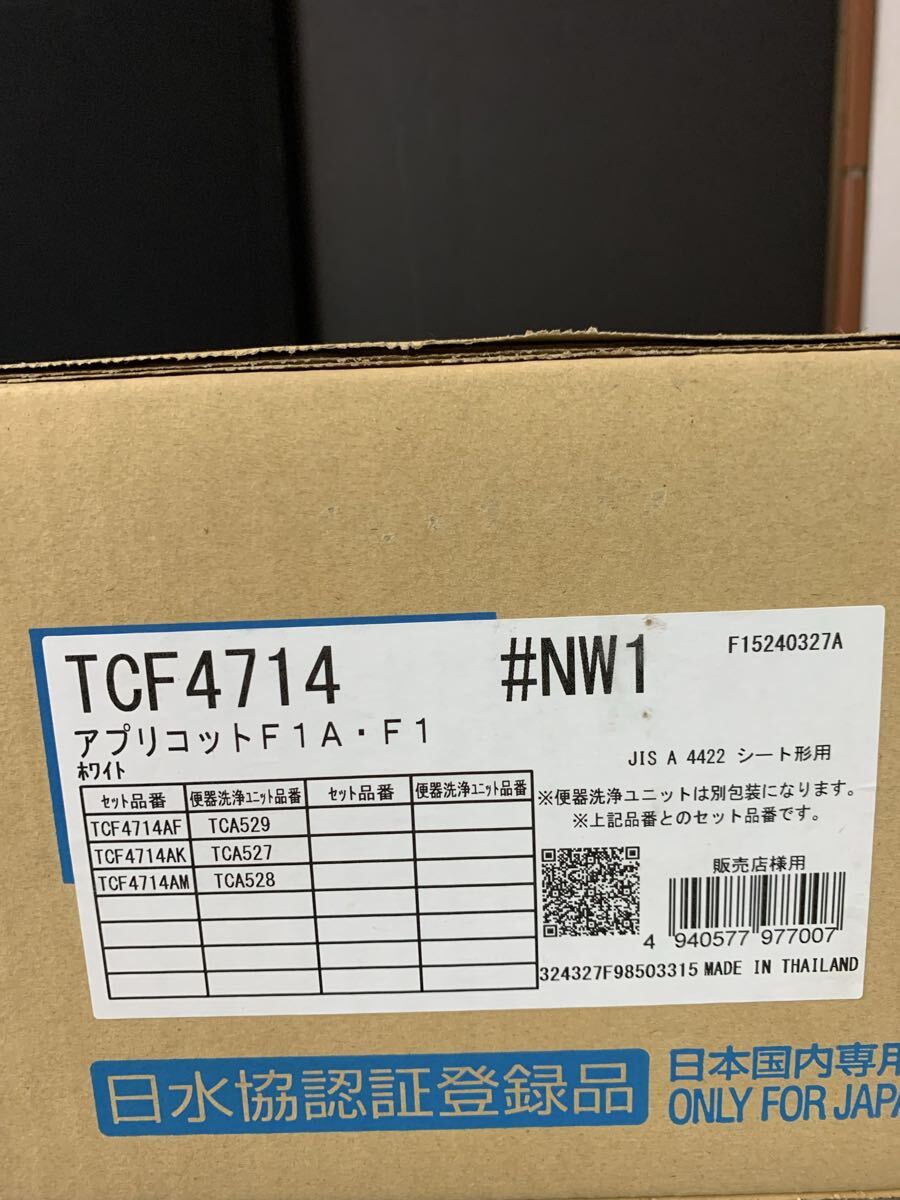 TCF4714 #NW1 F15240327A
アプリコットF1A・F1
ホワイト
JIS A 4422 シート形用
セット品番 便器洗浄ユニット品番 セット品番 便器洗浄ユニット品番
TCF4714AF TCA529
TCF4714AK TCA527
TCF4714AM TCA528
※便器洗浄ユニットは別包装になります。
※上記品番とのセット品番です。
販売店様用
4 940577 977007
324327F98503315 MADE IN THAILAND
日水協認証登録品
日本国内専用
ONLY FOR JAPA